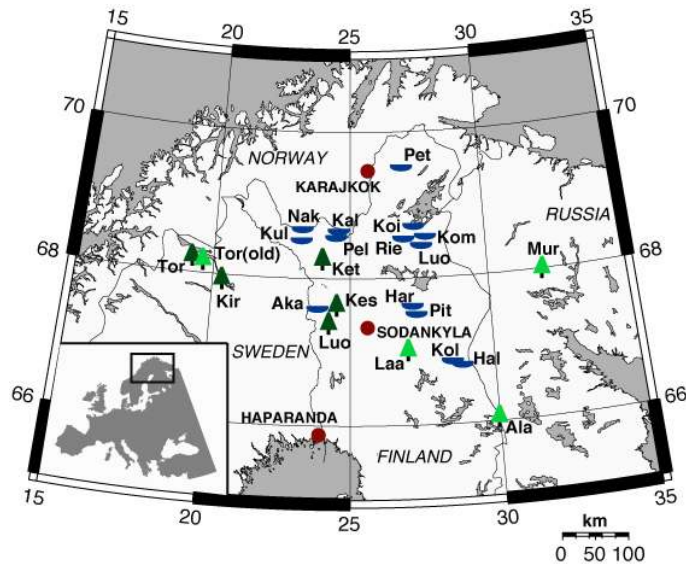 15
20
25
30
35
70
70
NORWAY
Pet
KARAJKOK
RUSSIA
Nak
Kal
Koi
Kul
Kom
Rie
Pel
Luo
68
68
Tor
Tor(old)
Ket
Mur
Kir
Aka
Kes
Har
Pit
SODANKYLA
Luo
SWEDEN
Laa
Kol
Hal
66
66
HAPARANDA
Ala
FINLAND
15
20
25
30
35
km
0 50 100